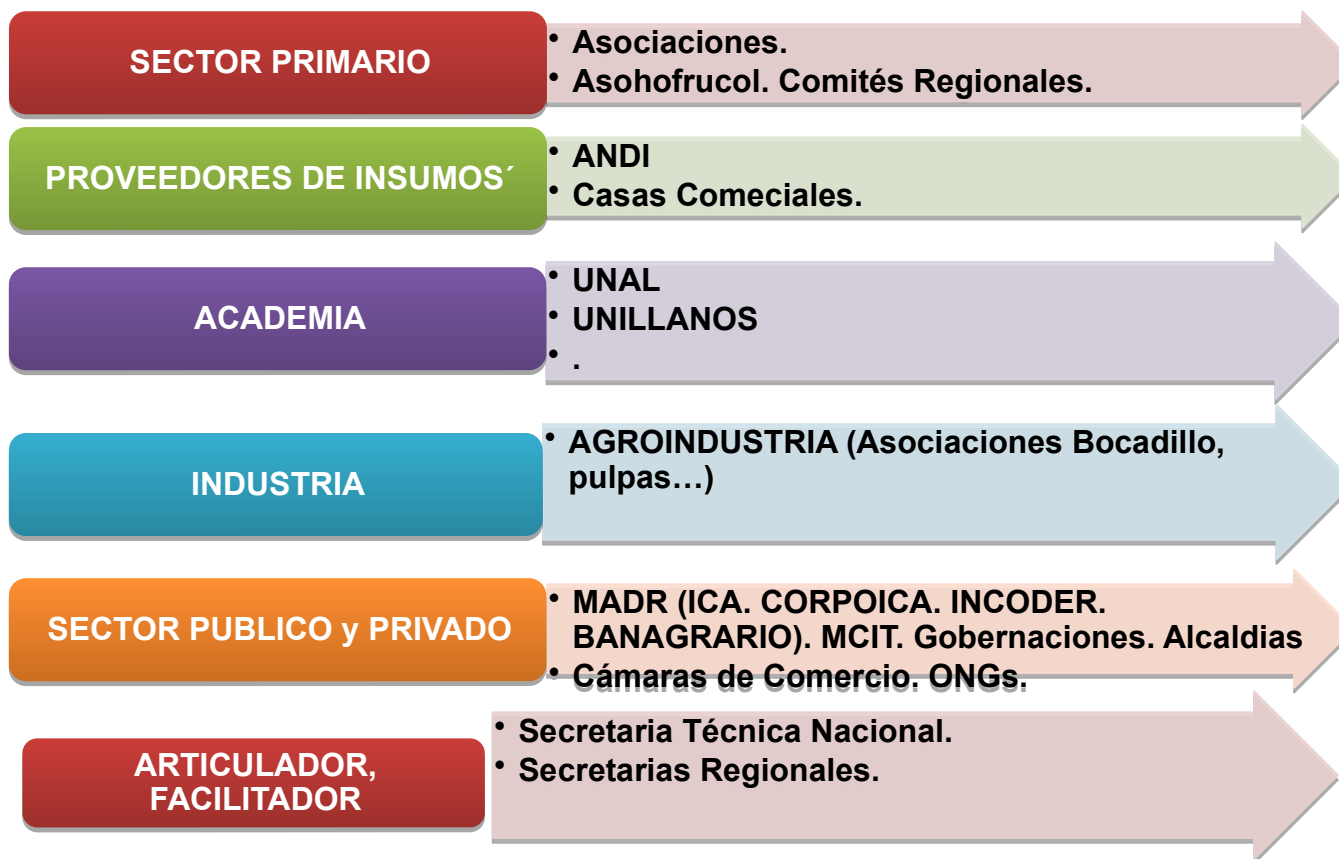 SECTOR PRIMARIO
• Asociaciones.
• Asohofrucol. Comités Regionales.
PROVEEDORES DE INSUMOS´
• ANDI
• Casas Comeciales.
ACADEMIA
• UNAL
• UNILLANOS
• .
INDUSTRIA
• AGROINDUSTRIA (Asociaciones Bocadillo,
pulpas…)
SECTOR PUBLICO y PRIVADO
• MADR (ICA. CORPOICA. INCODER.
BANAGRARIO). MCIT. Gobernaciones. Alcaldias
• Cámaras de Comercio. ONGs.
ARTICULADOR,
FACILITADOR
• Secretaria Técnica Nacional.
• Secretarias Regionales.